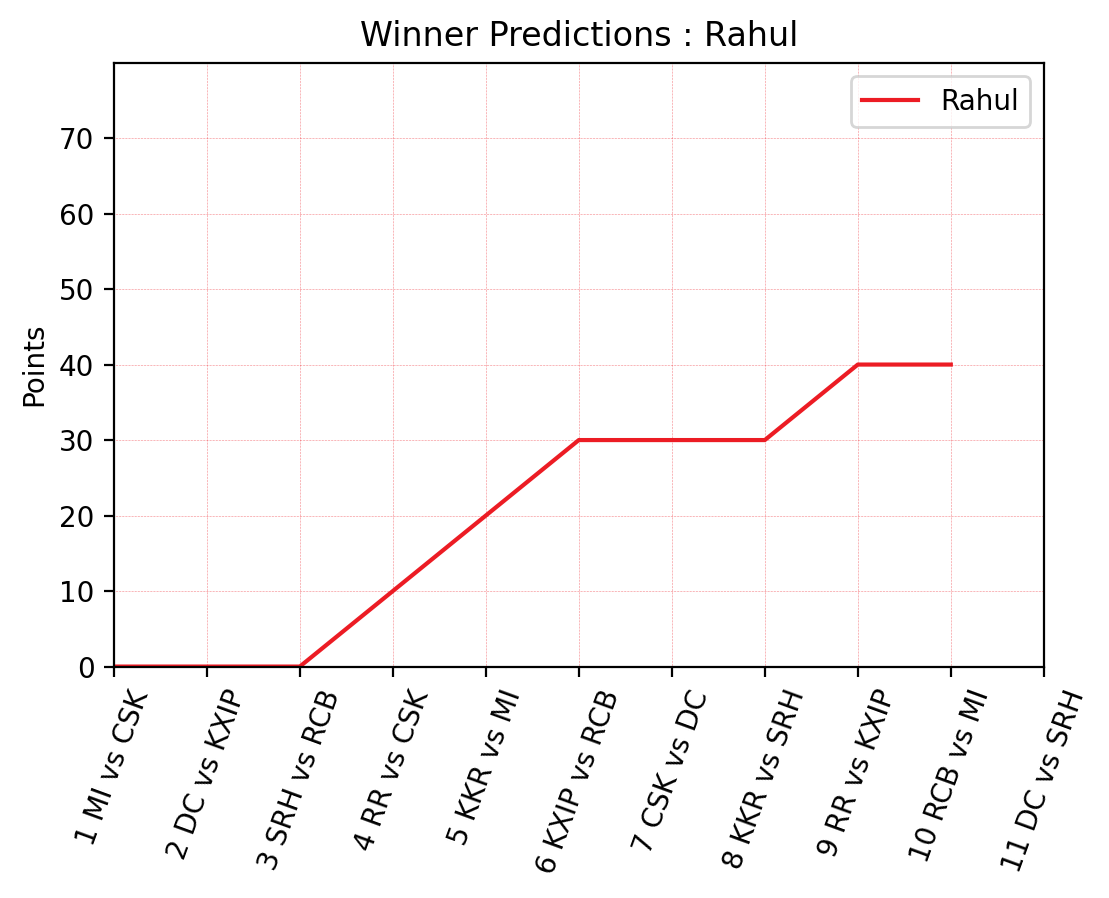 Winner Predictions : Rahul
Rahul
Points
70
60
50
40
30
20
10
0
1 MI vs CSK
2 DC vs KXIP
3 SRH vs RCB
4 RR vs CSK
5 KKR vs MI
6 KXIP vs RCB
7 CSK vs DC
8 KKR vs SRH
9 RR vs KXIP
10 RCB vs MI
11 DC vs SRH